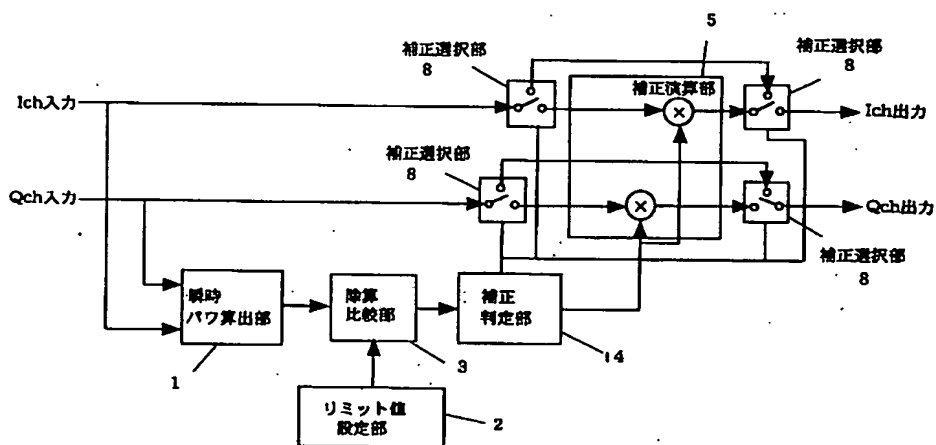 5
補正選択部
8
補正選択部
8
補正演算部
Ich入力
Ich出力
補正選択部
8
Qch入力
Qch出力
補正選択部
8
瞬時
パワ算出部
除算
比較部
補正
判定部
1
3
4
リミット値
設定部
2